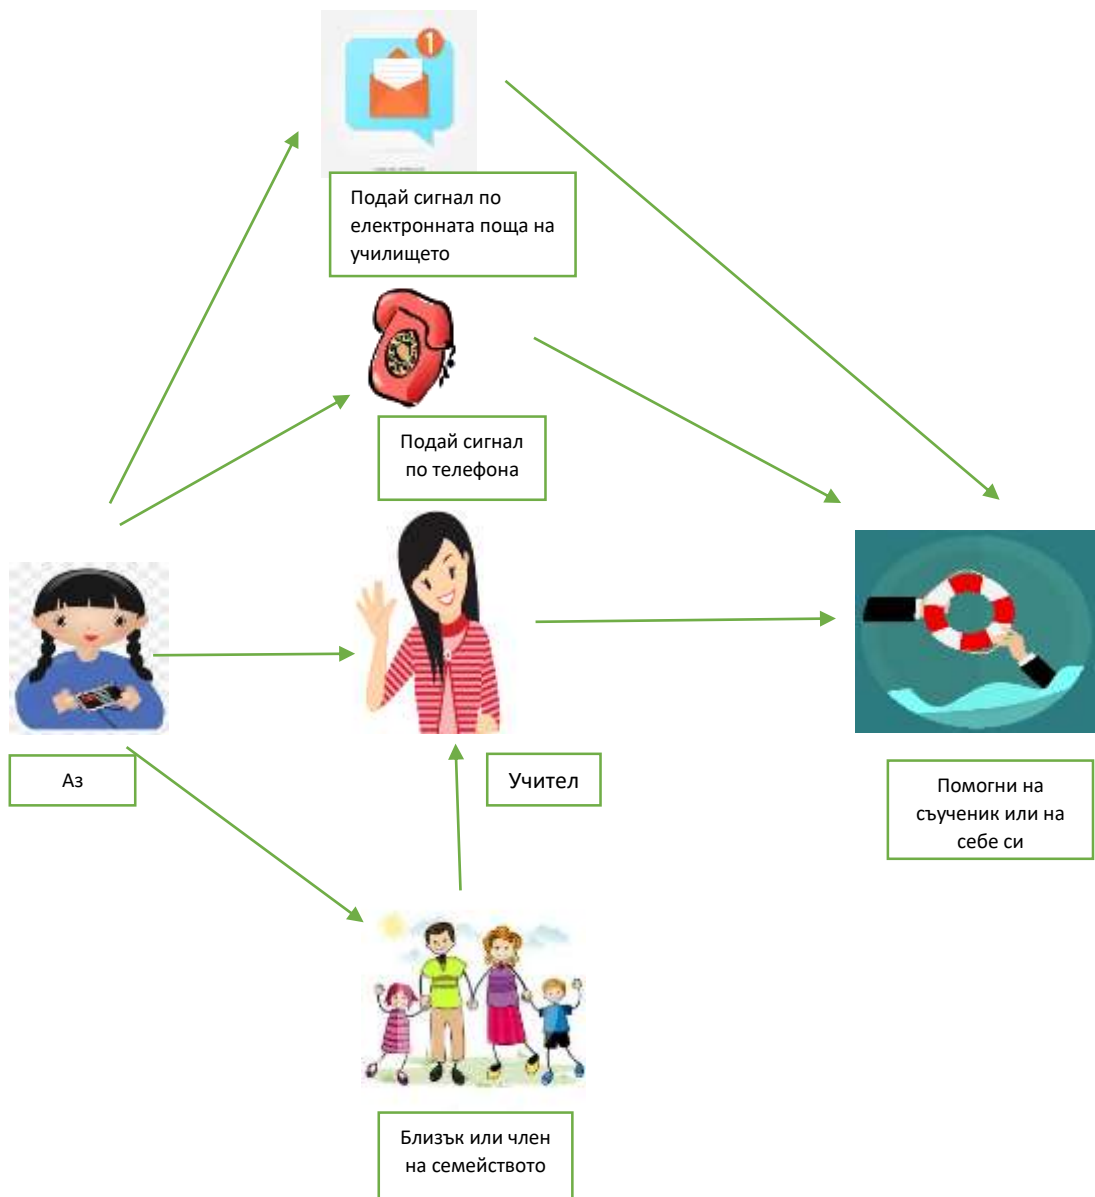 1
Подай сигнал по
електронната поща на
училището
Подай сигнал
по телефона
Аз
Учител
Помогни на
съученик или на
себе си
Близък или член
на семейството